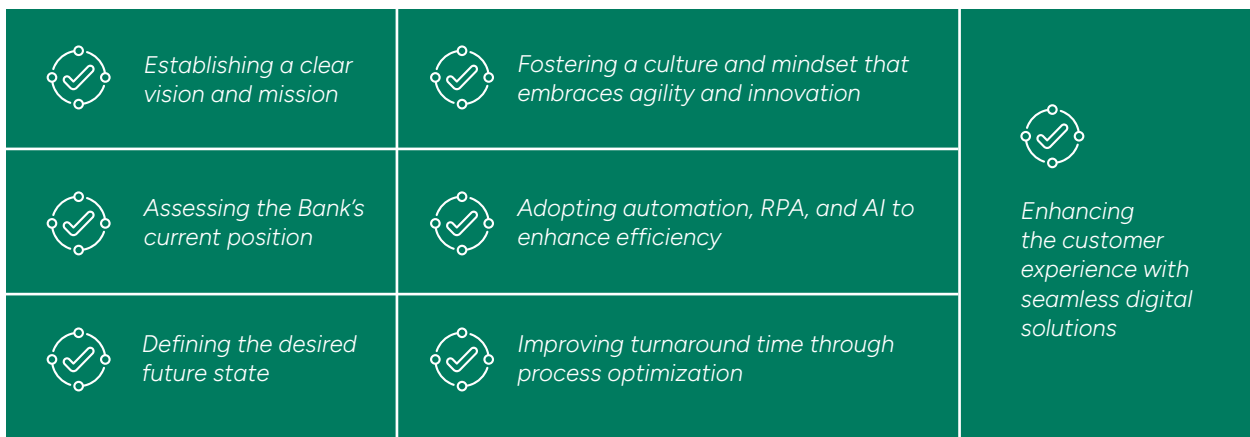 Establishing a clear
vision and mission
Fostering a culture and mindset that
embraces agility and innovation
Assessing the Bank's
current position
Adopting automation, RPA, and AI to
enhance efficiency
Defining the desired
future state
Improving turnaround time through
process optimization
Enhancing
the customer
experience with
seamless digital
solutions